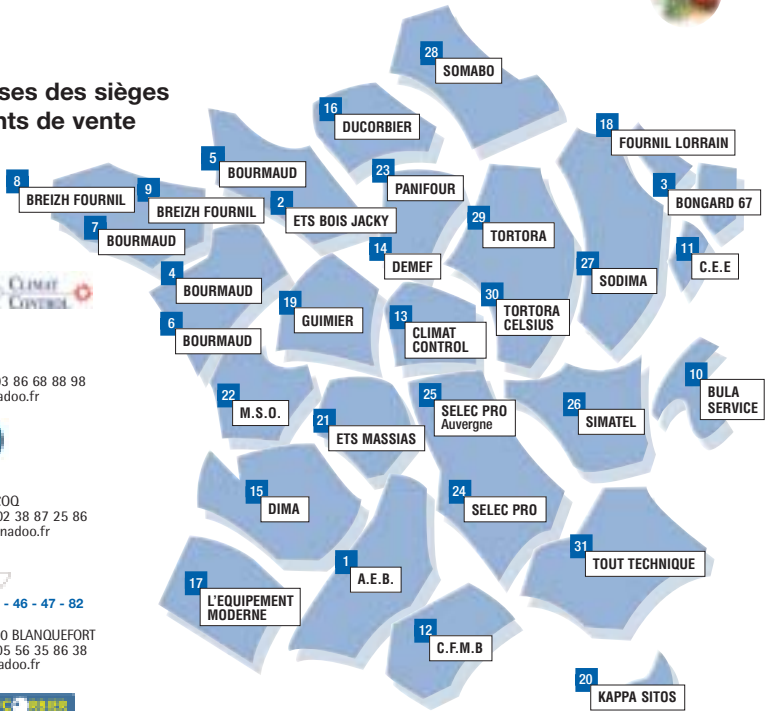 ses des sièges
nts de vente
28
SOMABO
16
DUCORBIER
18
FOURNIL LORRAIN
5
BOURMAUD
23
PANIFOUR
8
BREIZH FOURNIL
9
BREIZH FOURNIL
2
ETS BOIS JACKY
3
BONGARD 67
29
TORTORA
7
BOURMAUD
14
DEMEF
11
C.E.E
27
SODIMA
4
BOURMAUD
CLIMAT
CONTROL
19
GUIMIER
13
CLIMAT
CONTROL
30
TORTORA
CELSIUS
6
BOURMAUD
03 86 68 88 98
adoo.fr
22
M.S.O.
21
ETS MASSIAS
25
SELEC PRO
Auvergne
26
SIMATEL
10
BULA
SERVICE
OQ
02 38 87 25 86
nadoo.fr
15
DIMA
24
SELEC PRO
1
A.E.B.
31
TOUT TECHNIQUE
17
L'EQUIPEMENT
MODERNE
- 46 - 47 - 82
0 BLANQUEFORT
05 56 35 86 38
adoo.fr
12
C.F.M.B
20
KAPPA SITOS